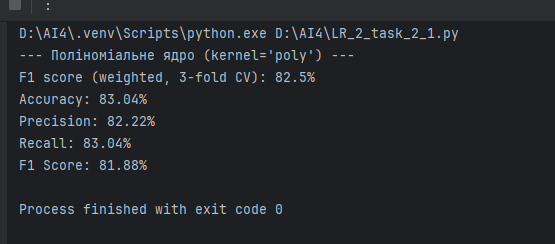 :
D:\AI4\.venv\Scripts\python.exe D:\AI4\LR_2_task_2_1.py
--- Поліноміальне ядро (kernel='poly') ---
F1 score (weighted, 3-fold CV): 82.5%
Accuracy: 83.04%
Precision: 82.22%
Recall: 83.04%
F1 Score: 81.88%
Process finished with exit code 0